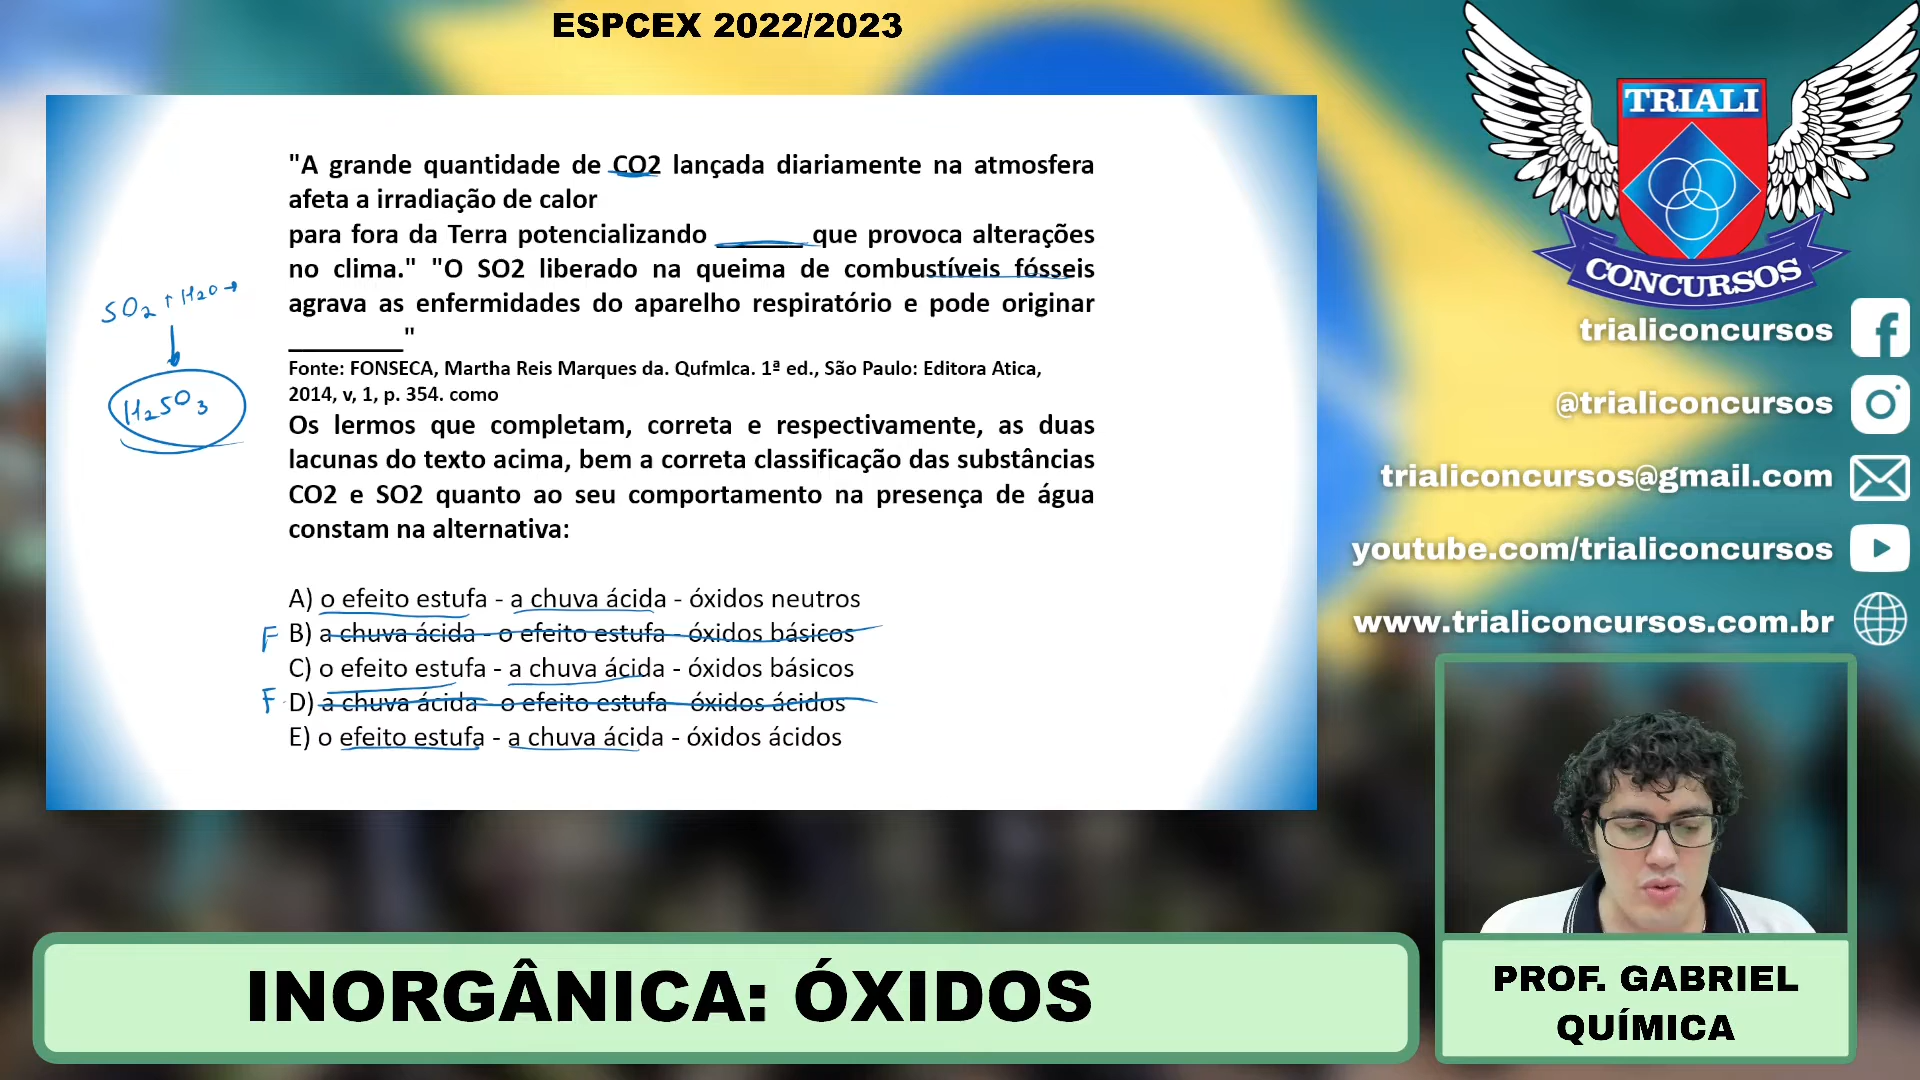 ESPCEX 2022/2023
"A grande quantidade de CO2 lançada diariamente na atmosfera
afeta a irradiação de calor
para fora da Terra potencializando ______ que provoca alterações
no clima." "O SO2 liberado na queima de combustíveis fósseis
agrava as enfermidades do aparelho respiratório e pode originar
________"
Fonte: FONSECA, Martha Reis Marques da. Qufmlca. 1ª ed., São Paulo: Editora Atica,
2014, v, 1, p. 354. como
Os lermos que completam, correta e respectivamente, as duas
lacunas do texto acima, bem a correta classificação das substâncias
CO2 e SO2 quanto ao seu comportamento na presença de água
constam na alternativa:
A) o efeito estufa - a chuva ácida - óxidos neutros
F B) a chuva ácida - o efeito estufa - óxidos básicos
C) o efeito estufa - a chuva ácida - óxidos básicos
F D) a chuva ácida - o efeito estufa - óxidos ácidos
E) o efeito estufa - a chuva ácida - óxidos ácidos
SO₂ + H₂O →
H₂SO₃
TRIALI
CONCURSOS
trialiconcursos
@trialiconcursos
trialiconcursos@gmail.com
youtube.com/trialiconcursos
www.trialiconcursos.com.br
INORGÂNICA: ÓXIDOS
PROF. GABRIEL
QUÍMICA